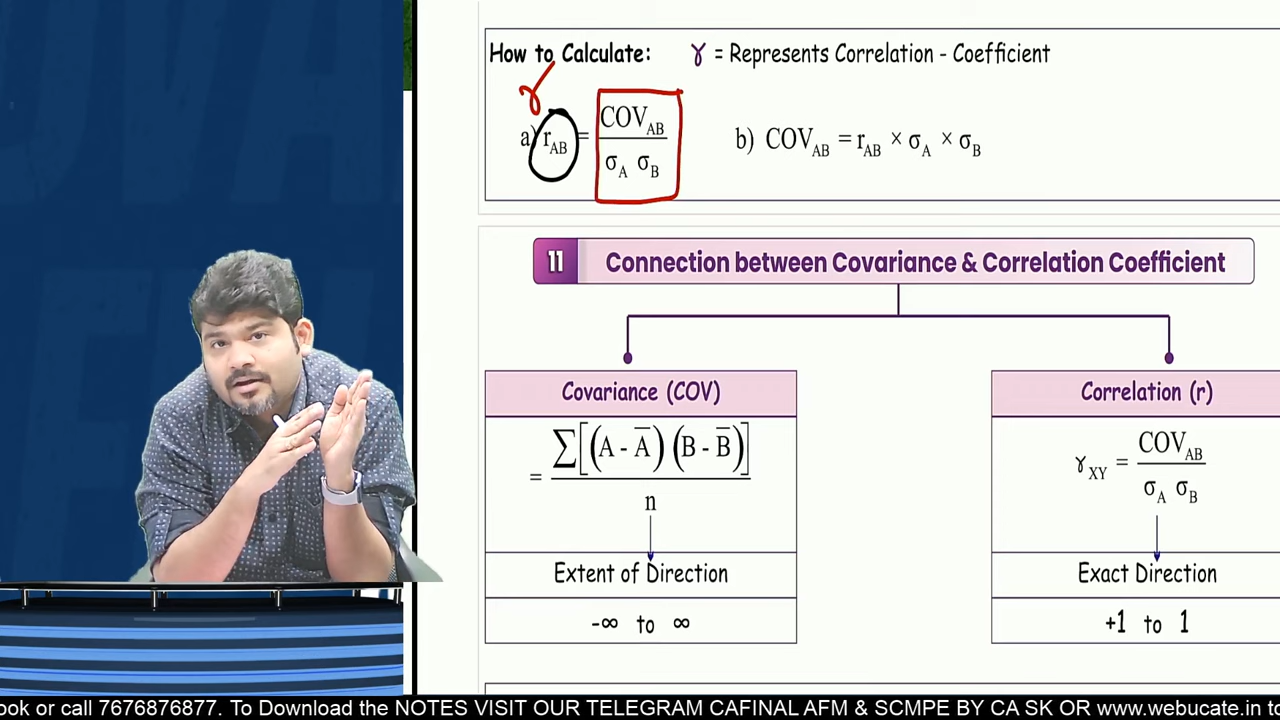 How to Calculate: ɤ = Represents Correlation - Coefficient
ɤ
a) r_AB = COV_AB / σ_A σ_B b) COV_AB = r_AB × σ_A × σ_B
11 Connection between Covariance & Correlation Coefficient
Covariance (COV)
= ∑[(A - A̅) (B - B̅)] / n
Extent of Direction
-∞ to ∞
Correlation (r)
ɤ_XY = COV_AB / σ_A σ_B
Exact Direction
+1 to 1
ook or call 7676876877. To Download the NOTES VISIT OUR TELEGRAM CAFINAL AFM & SCMPE BY CA SK OR www.webucate.in to